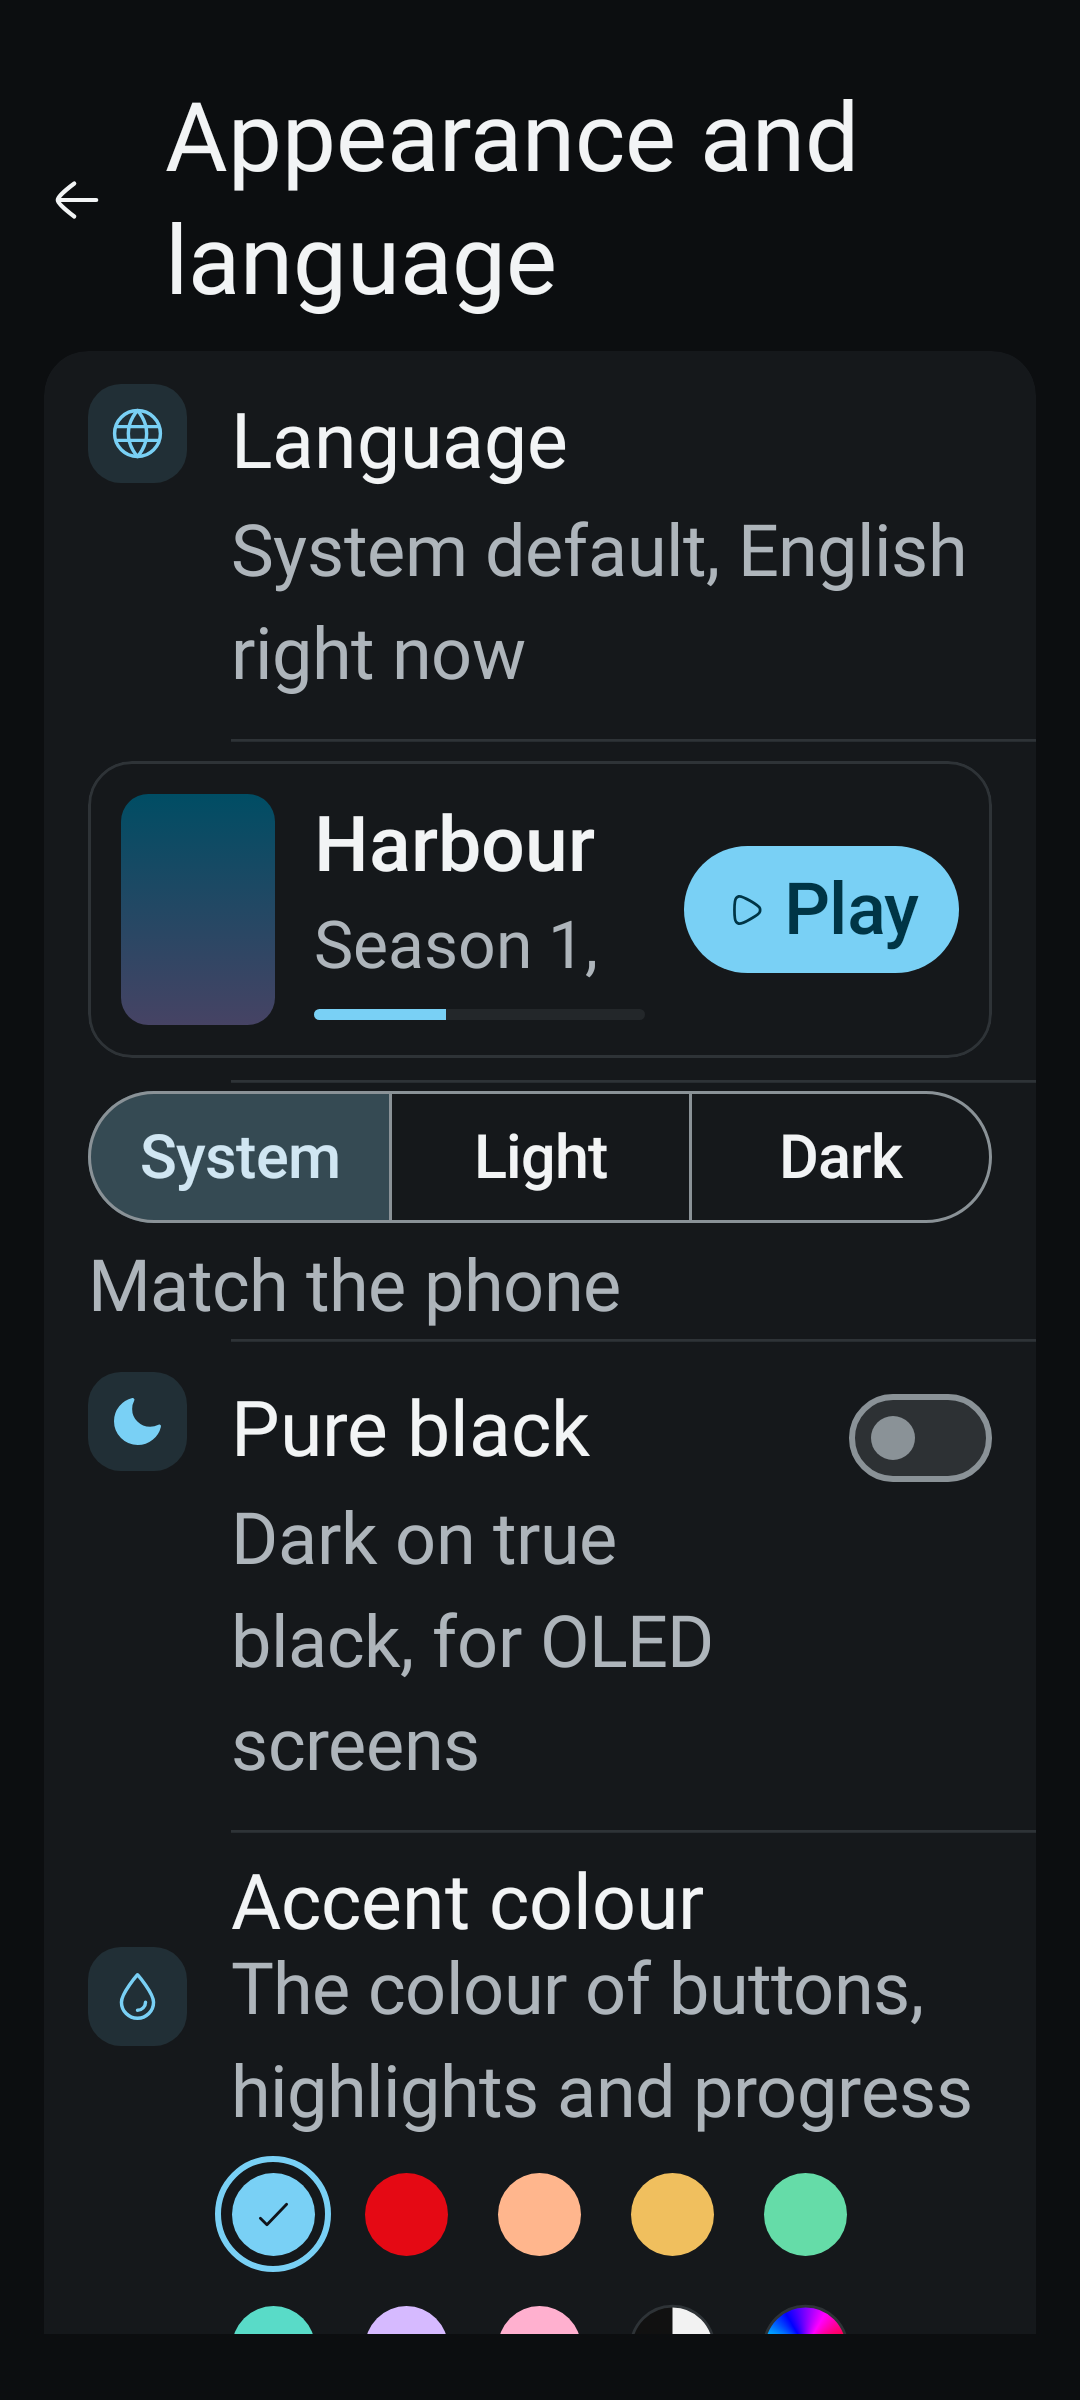 Appearance and
language
Language
System default, English
right now
Harbour
Season 1,
Play
System
Light
Dark
Match the phone
Pure black
Dark on true
black, for OLED
screens
Accent colour
The colour of buttons,
highlights and progress